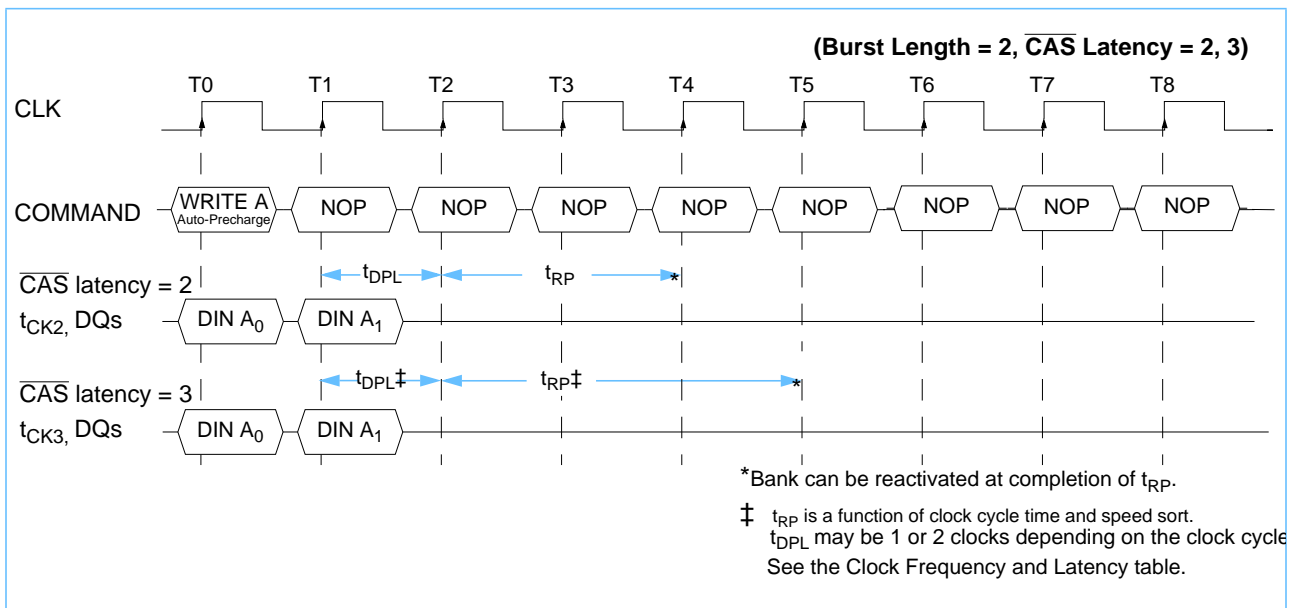 (Burst Length = 2, CAS Latency = 2, 3)
T0 T1 T2 T3 T4 T5 T6 T7 T8
CLK
COMMAND
WRITE A
Auto-Precharge
NOP NOP NOP NOP NOP NOP NOP NOP
tDPL tRP *
CAS latency = 2
tCK2, DQs
DIN A0 DIN A1
tDPL‡ tRP‡ *
CAS latency = 3
tCK3, DQs
DIN A0 DIN A1
*Bank can be reactivated at completion of tRP.
‡ tRP is a function of clock cycle time and speed sort.
tDPL may be 1 or 2 clocks depending on the clock cycle
See the Clock Frequency and Latency table.